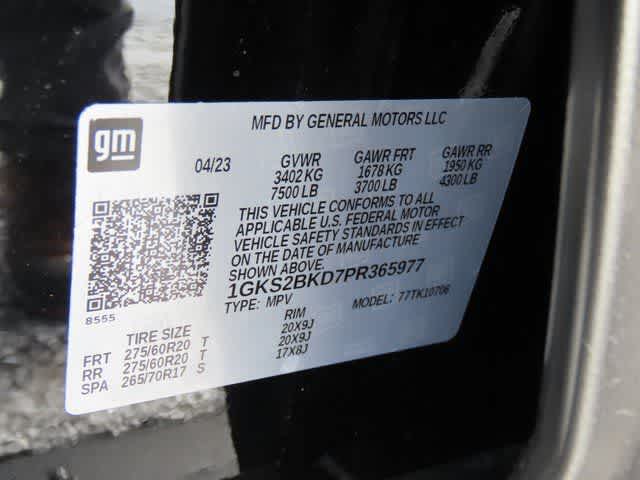 gm
MFD BY GENERAL MOTORS LLC
04/23 GVWR GAWR FRT GAWR RR
3402 KG 1678 KG 1950 KG
7500 LB 3700 LB 4300 LB
THIS VEHICLE CONFORMS TO ALL
APPLICABLE U.S. FEDERAL MOTOR
VEHICLE SAFETY STANDARDS IN EFFECT
ON THE DATE OF MANUFACTURE
SHOWN ABOVE.
1GKS2BKD7PR365977
TYPE: MPV MODEL: 77TK10706
8555
TIRE SIZE RIM
FRT 275/60R20 T 20X9J
RR 275/60R20 T 20X9J
SPA 265/70R17 S 17X8J